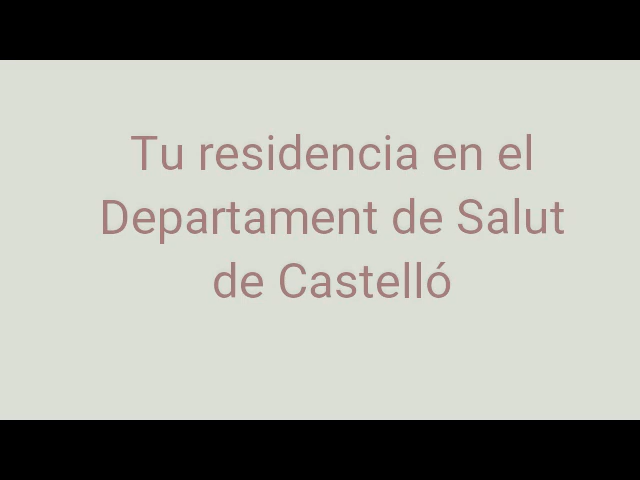 Tu residencia en el
Departament de Salut
de Castelló